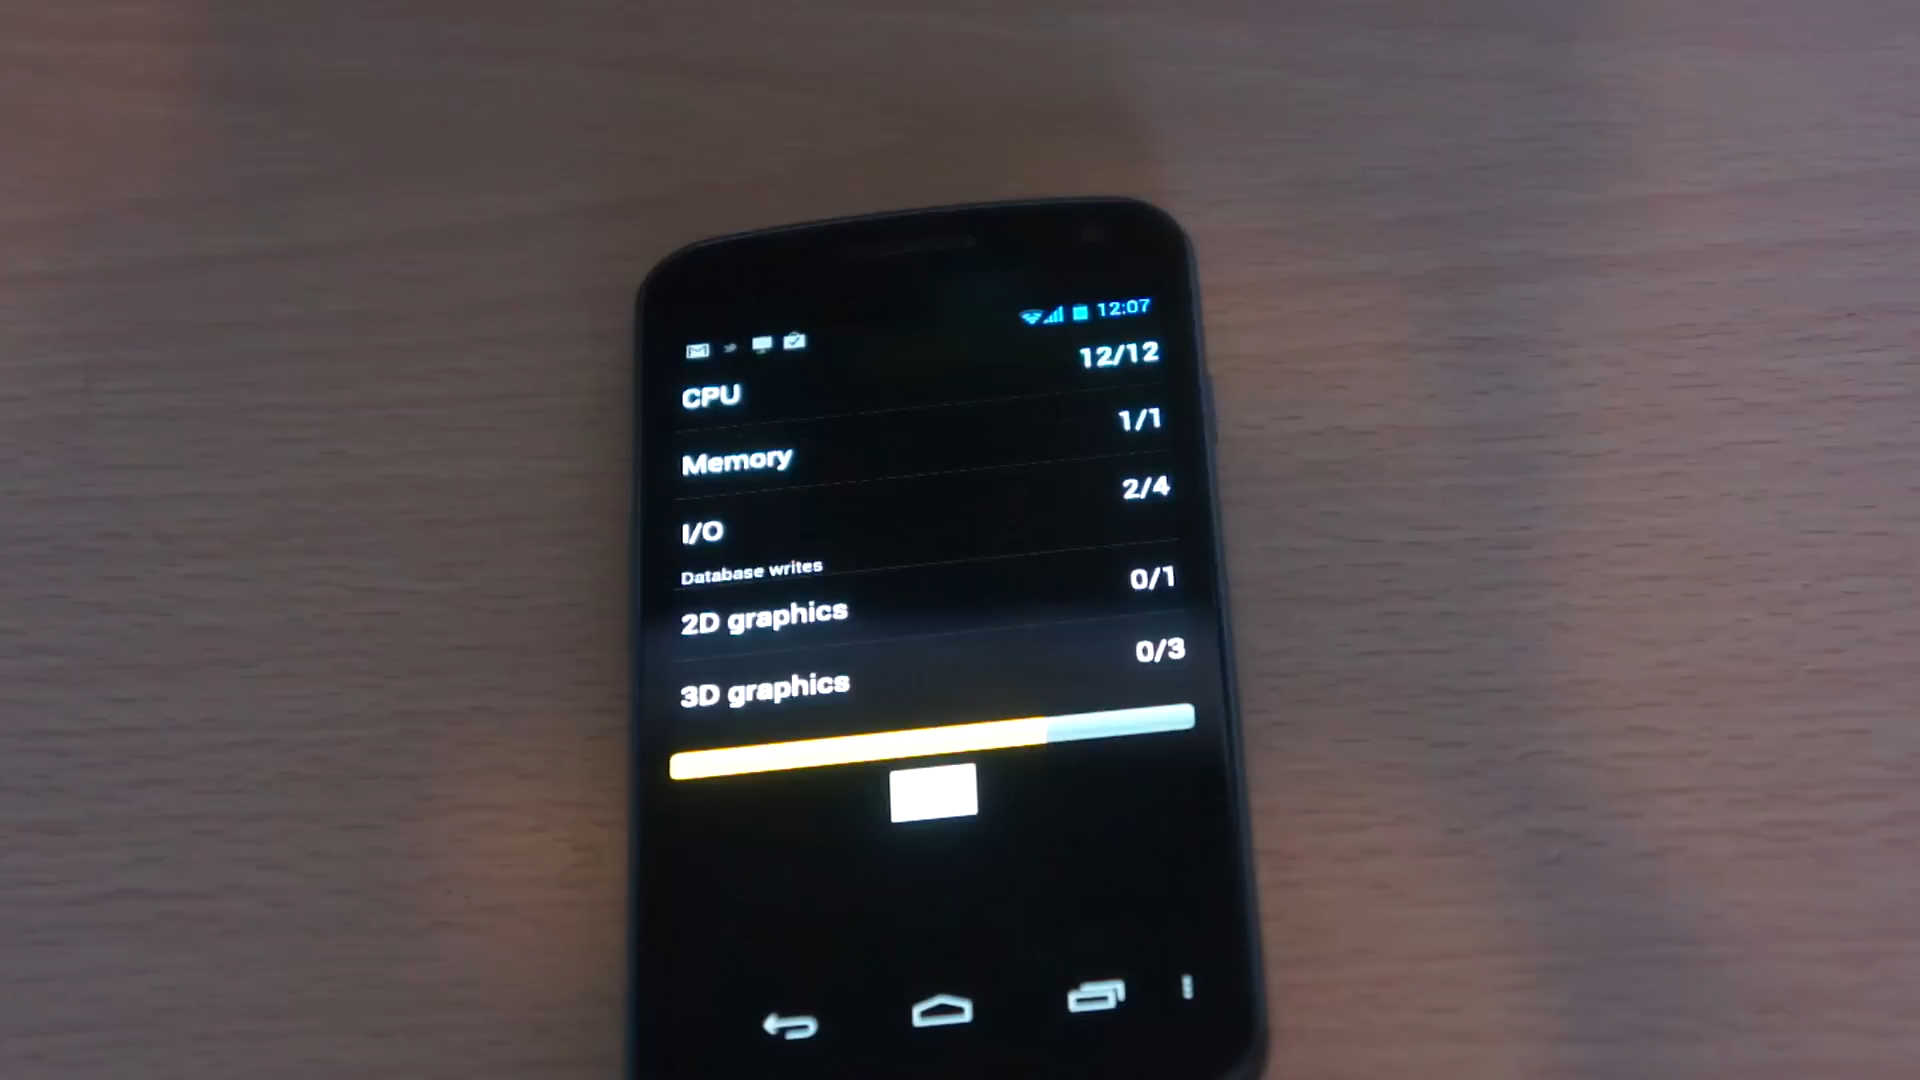 12:07
CPU 12/12
Memory 1/1
I/O 2/4
Database writes
2D graphics 0/1
3D graphics 0/3